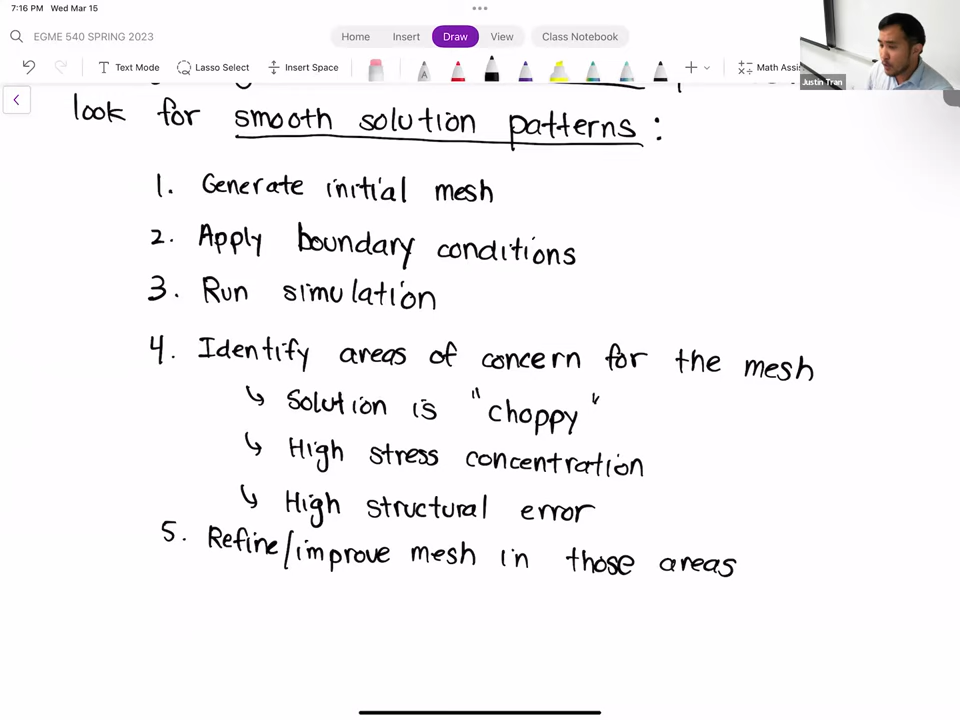 7:16 PM Wed Mar 15
EGME 540 SPRING 2023
Home Insert Draw View Class Notebook
Text Mode Lasso Select Insert Space Math Assis
Justin Tran
look for smooth solution patterns :
1. Generate initial mesh
2. Apply boundary conditions
3. Run simulation
4. Identify areas of concern for the mesh
↳ Solution is "choppy"
↳ High stress concentration
↳ High structural error
5. Refine/improve mesh in those areas